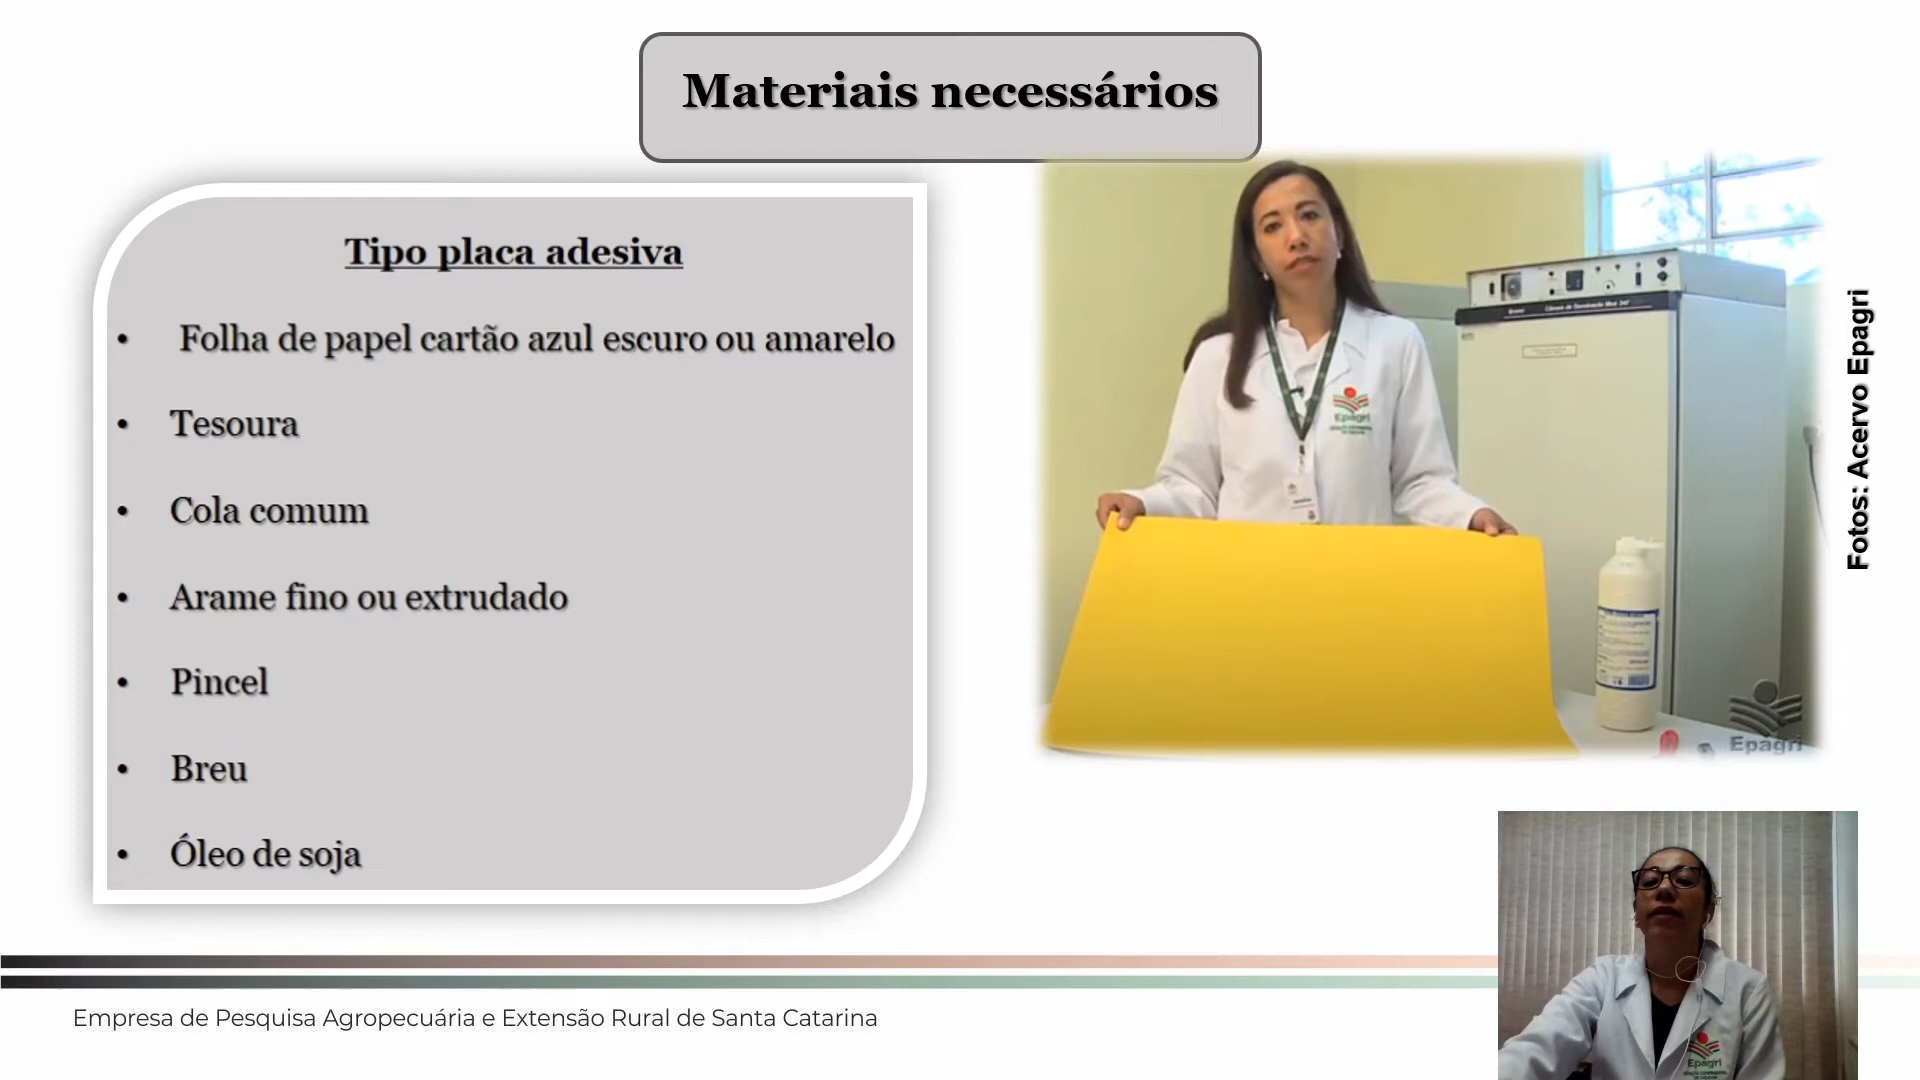 Materiais necessários
Tipo placa adesiva
• Folha de papel cartão azul escuro ou amarelo
• Tesoura
• Cola comum
• Arame fino ou extrudado
• Pincel
• Breu
• Óleo de soja
Fotos: Acervo Epagri
Epagri
Epagri
Epagri
Empresa de Pesquisa Agropecuária e Extensão Rural de Santa Catarina